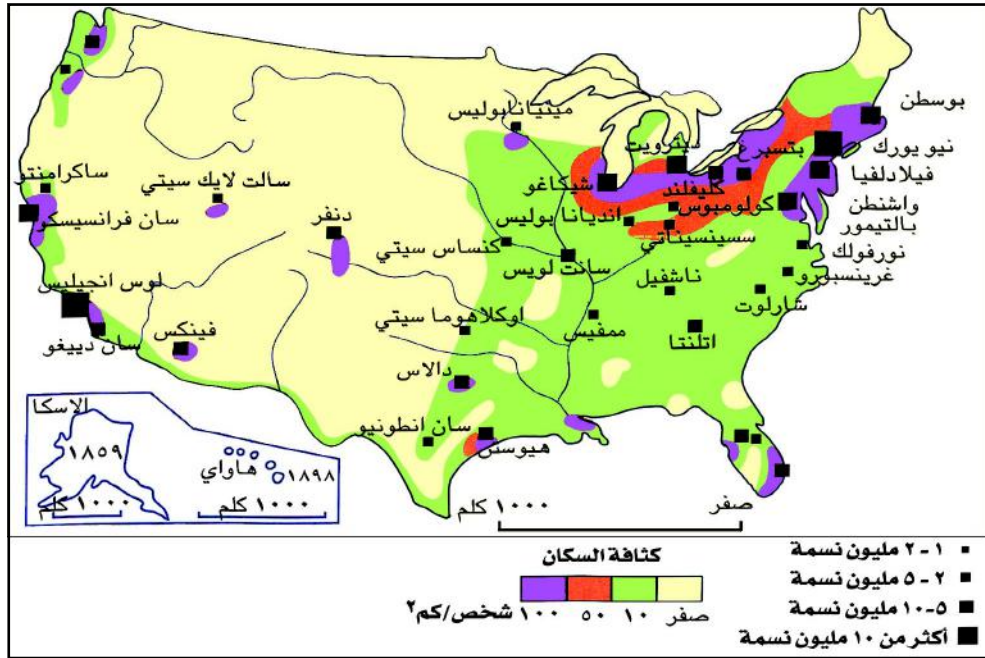 بوسطن
نيو يورك
فيلادلفيا
واشنطن
بالتيمور
نورفولك
غرينسبورو
شارلوت
بتسبرغ
ديترويت
كليفلند
كولومبوس
سسينسيناتي
انديانا بوليس
شيكاغو
مينيانابوليس
ناشفيل
اتلنتا
ممفيس
سانت لويس
كنساس سيتي
اوكلاهوما سيتي
دالاس
سان انطونيو
هيوستن
دنفر
سالت لايك سيتي
ساكرامنتو
سان فرانسيسكو
لوس انجيليس
سان دييغو
فينكس
الاسكا
١٨٥٩
١٠٠٠ كلم
هاواي
١٨٩٨
١٠٠٠ كلم
صفر
١٠٠٠ كلم
كثافة السكان
صفر ١٠ ٥٠ ١٠٠ شخص/كم٢
١-٢ مليون نسمة
٢-٥ مليون نسمة
٥-١٠ مليون نسمة
أكثر من ١٠ مليون نسمة